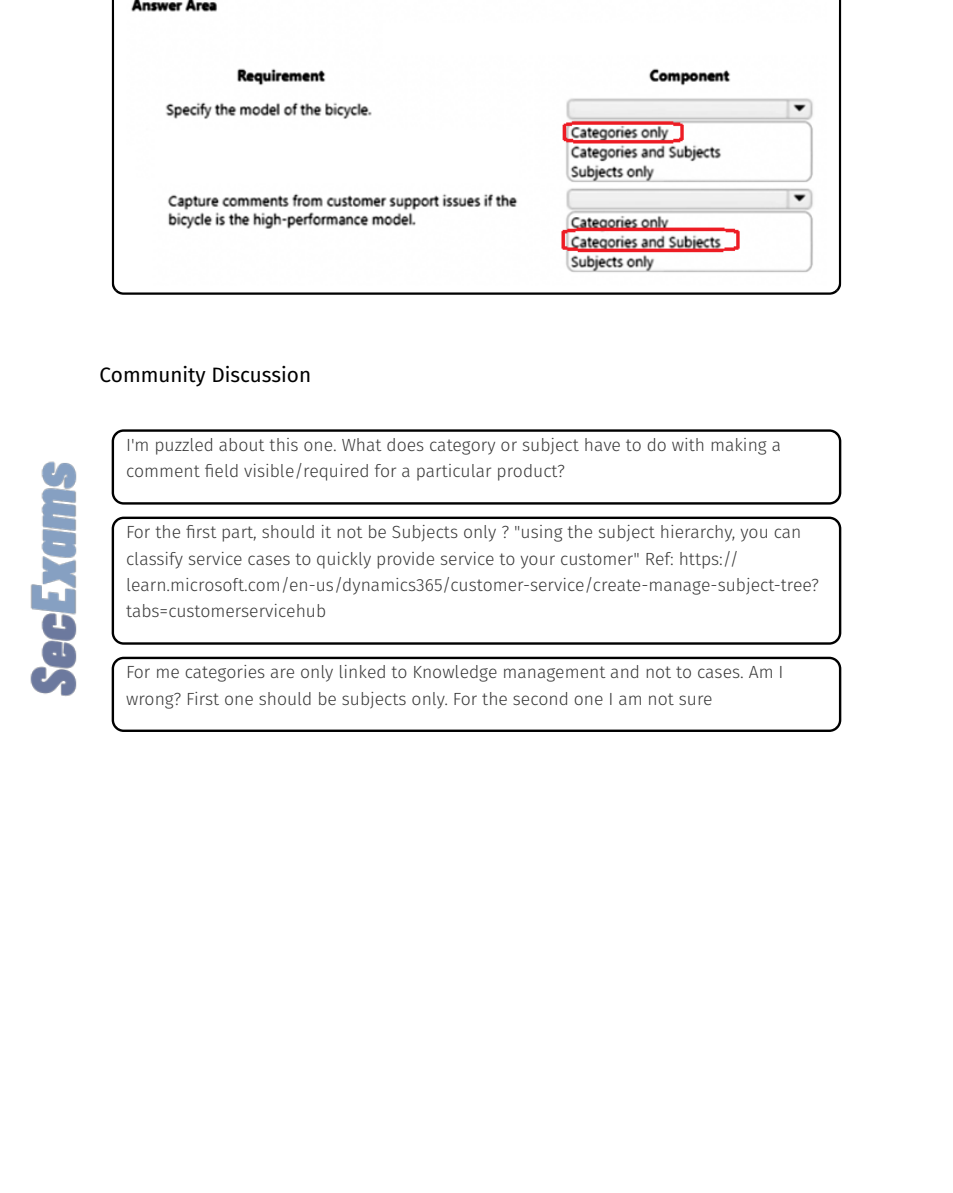 Answer Area
Requirement Component
Specify the model of the bicycle.
Categories only
Categories and Subjects
Subjects only
Capture comments from customer support issues if the
bicycle is the high-performance model.
Categories only
Categories and Subjects
Subjects only
Community Discussion
I'm puzzled about this one. What does category or subject have to do with making a
comment field visible/required for a particular product?
For the first part, should it not be Subjects only ? "using the subject hierarchy, you can
classify service cases to quickly provide service to your customer" Ref: https://
learn.microsoft.com/en-us/dynamics365/customer-service/create-manage-subject-tree?
tabs=customerservicehub
For me categories are only linked to Knowledge management and not to cases. Am I
wrong? First one should be subjects only. For the second one I am not sure
SecExams